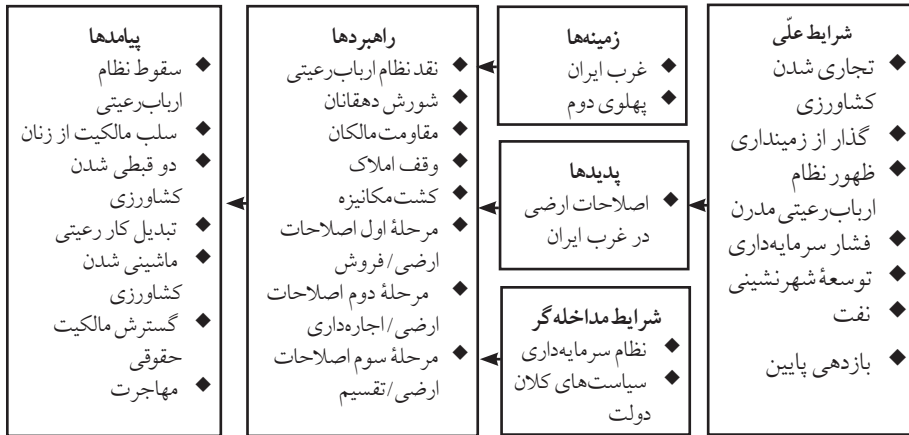 شرایط علّی
◆ تجاری شدن
کشاورزی
◆ گذار از زمینداری
◆ ظهور نظام
ارباب‌رعیتی مدرن
◆ فشار سرمایه‌داری
◆ توسعهٔ شهرنشینی
◆ نفت
◆ بازدهی پایین
زمینه‌ها
◆ غرب ایران
◆ پهلوی دوم
پدیدها
◆ اصلاحات ارضی
در غرب ایران
شرایط مداخله‌گر
◆ نظام سرمایه‌داری
◆ سیاست‌های کلان
دولت
راهبردها
◆ نقد نظام ارباب‌رعیتی
◆ شورش دهقانان
◆ مقاومت مالکان
◆ وقف املاک
◆ کشت مکانیزه
◆ مرحلهٔ اول اصلاحات
ارضی/فروش
◆ مرحلهٔ دوم اصلاحات
ارضی/اجاره‌داری
◆ مرحلهٔ سوم اصلاحات
ارضی/تقسیم
پیامدها
◆ سقوط نظام
ارباب‌رعیتی
◆ سلب مالکیت از زنان
◆ دو قبطی شدن
کشاورزی
◆ تبدیل کار رعیتی
◆ ماشینی شدن
کشاورزی
◆ گسترش مالکیت
حقوقی
◆ مهاجرت